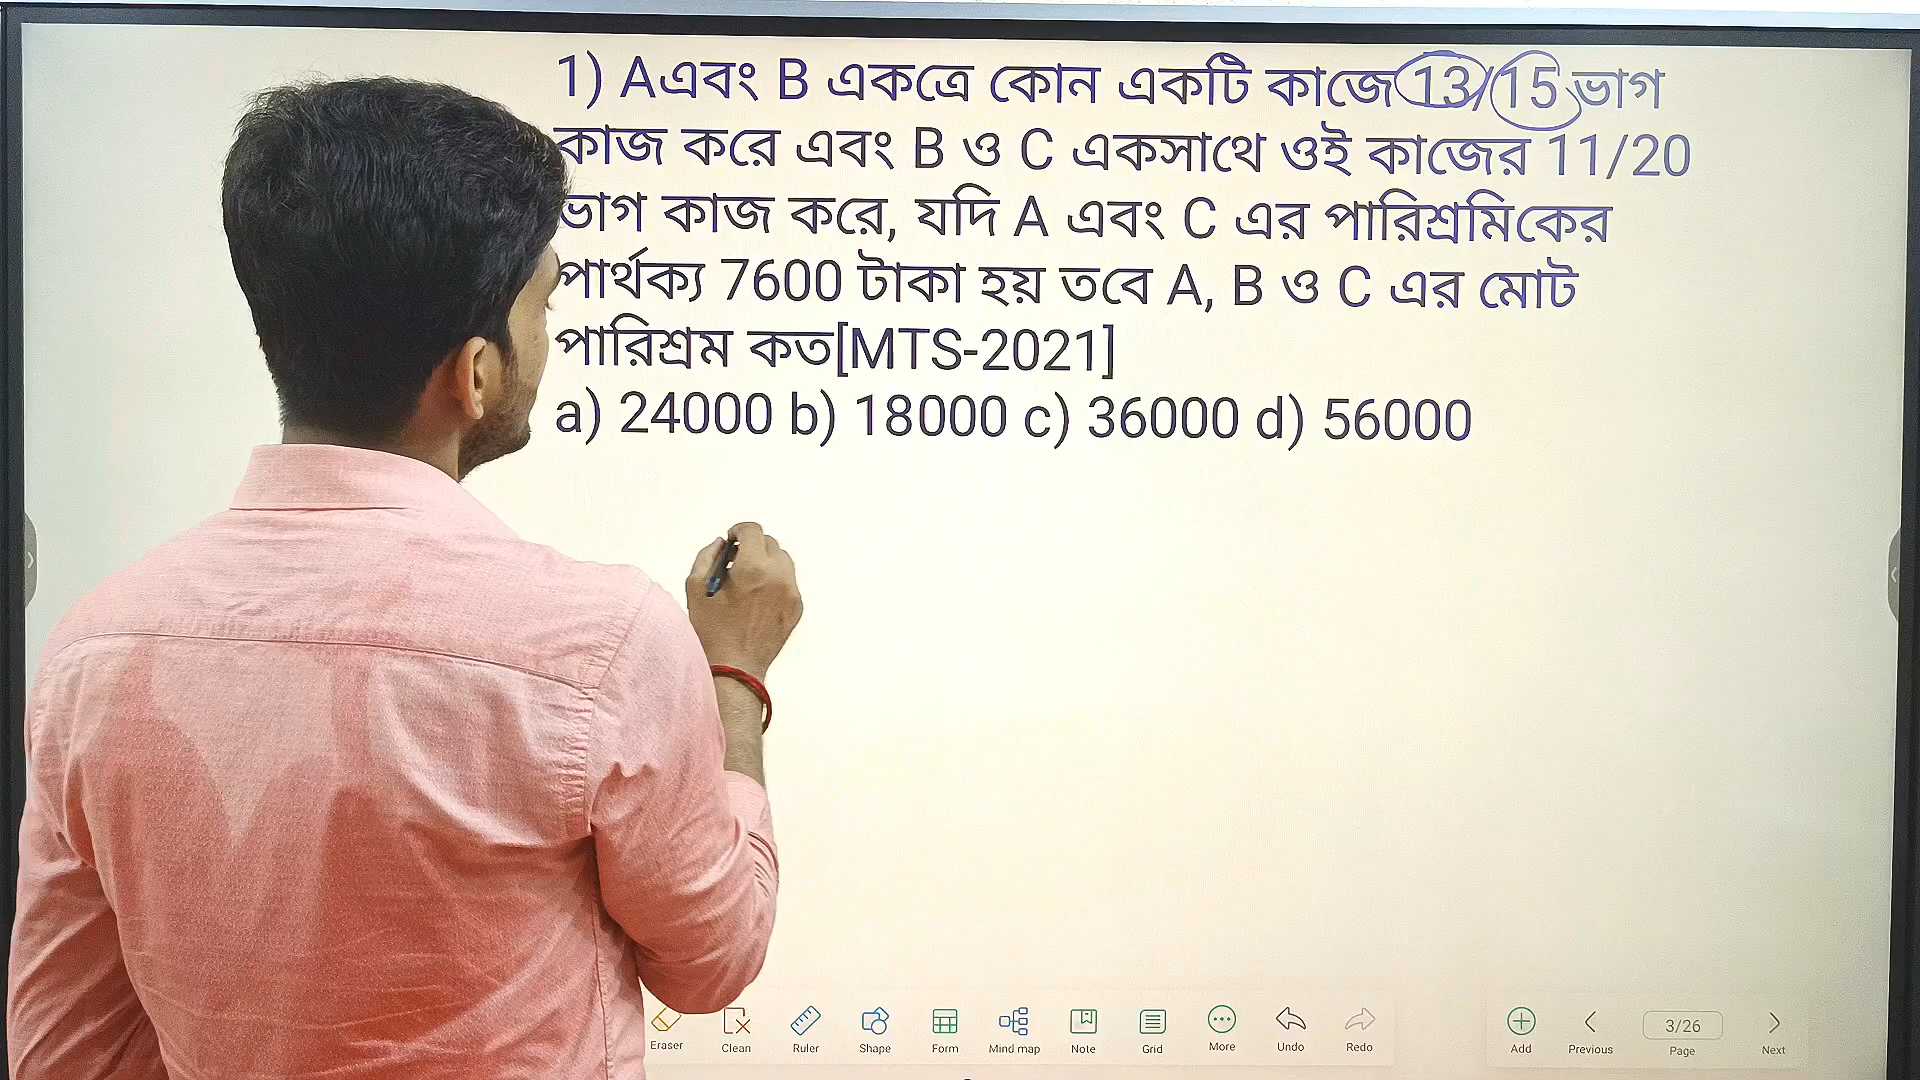 1) Aএবং B একত্রে কোন একটি কাজে 13/15 ভাগ
কাজ করে এবং B ও C একসাথে ওই কাজের 11/20
ভাগ কাজ করে, যদি A এবং C এর পারিশ্রমিকের
পার্থক্য 7600 টাকা হয় তবে A, B ও C এর মোট
পারিশ্রম কত[MTS-2021]
a) 24000 b) 18000 c) 36000 d) 56000
Eraser Clean Ruler Shape Form Mind map Note Grid More Undo Redo Add Previous 3/26 Page Next